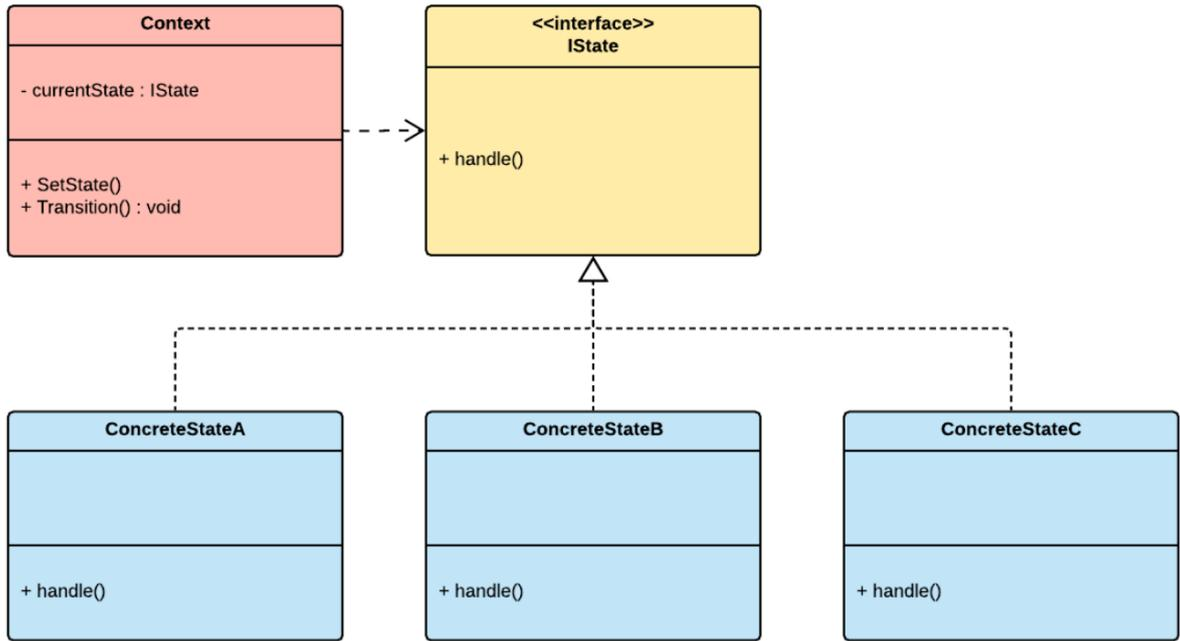 Context
- currentState : IState
+ SetState()
+ Transition() : void
<<interface>>
IState
+ handle()
ConcreteStateA
+ handle()
ConcreteStateB
+ handle()
ConcreteStateC
+ handle()